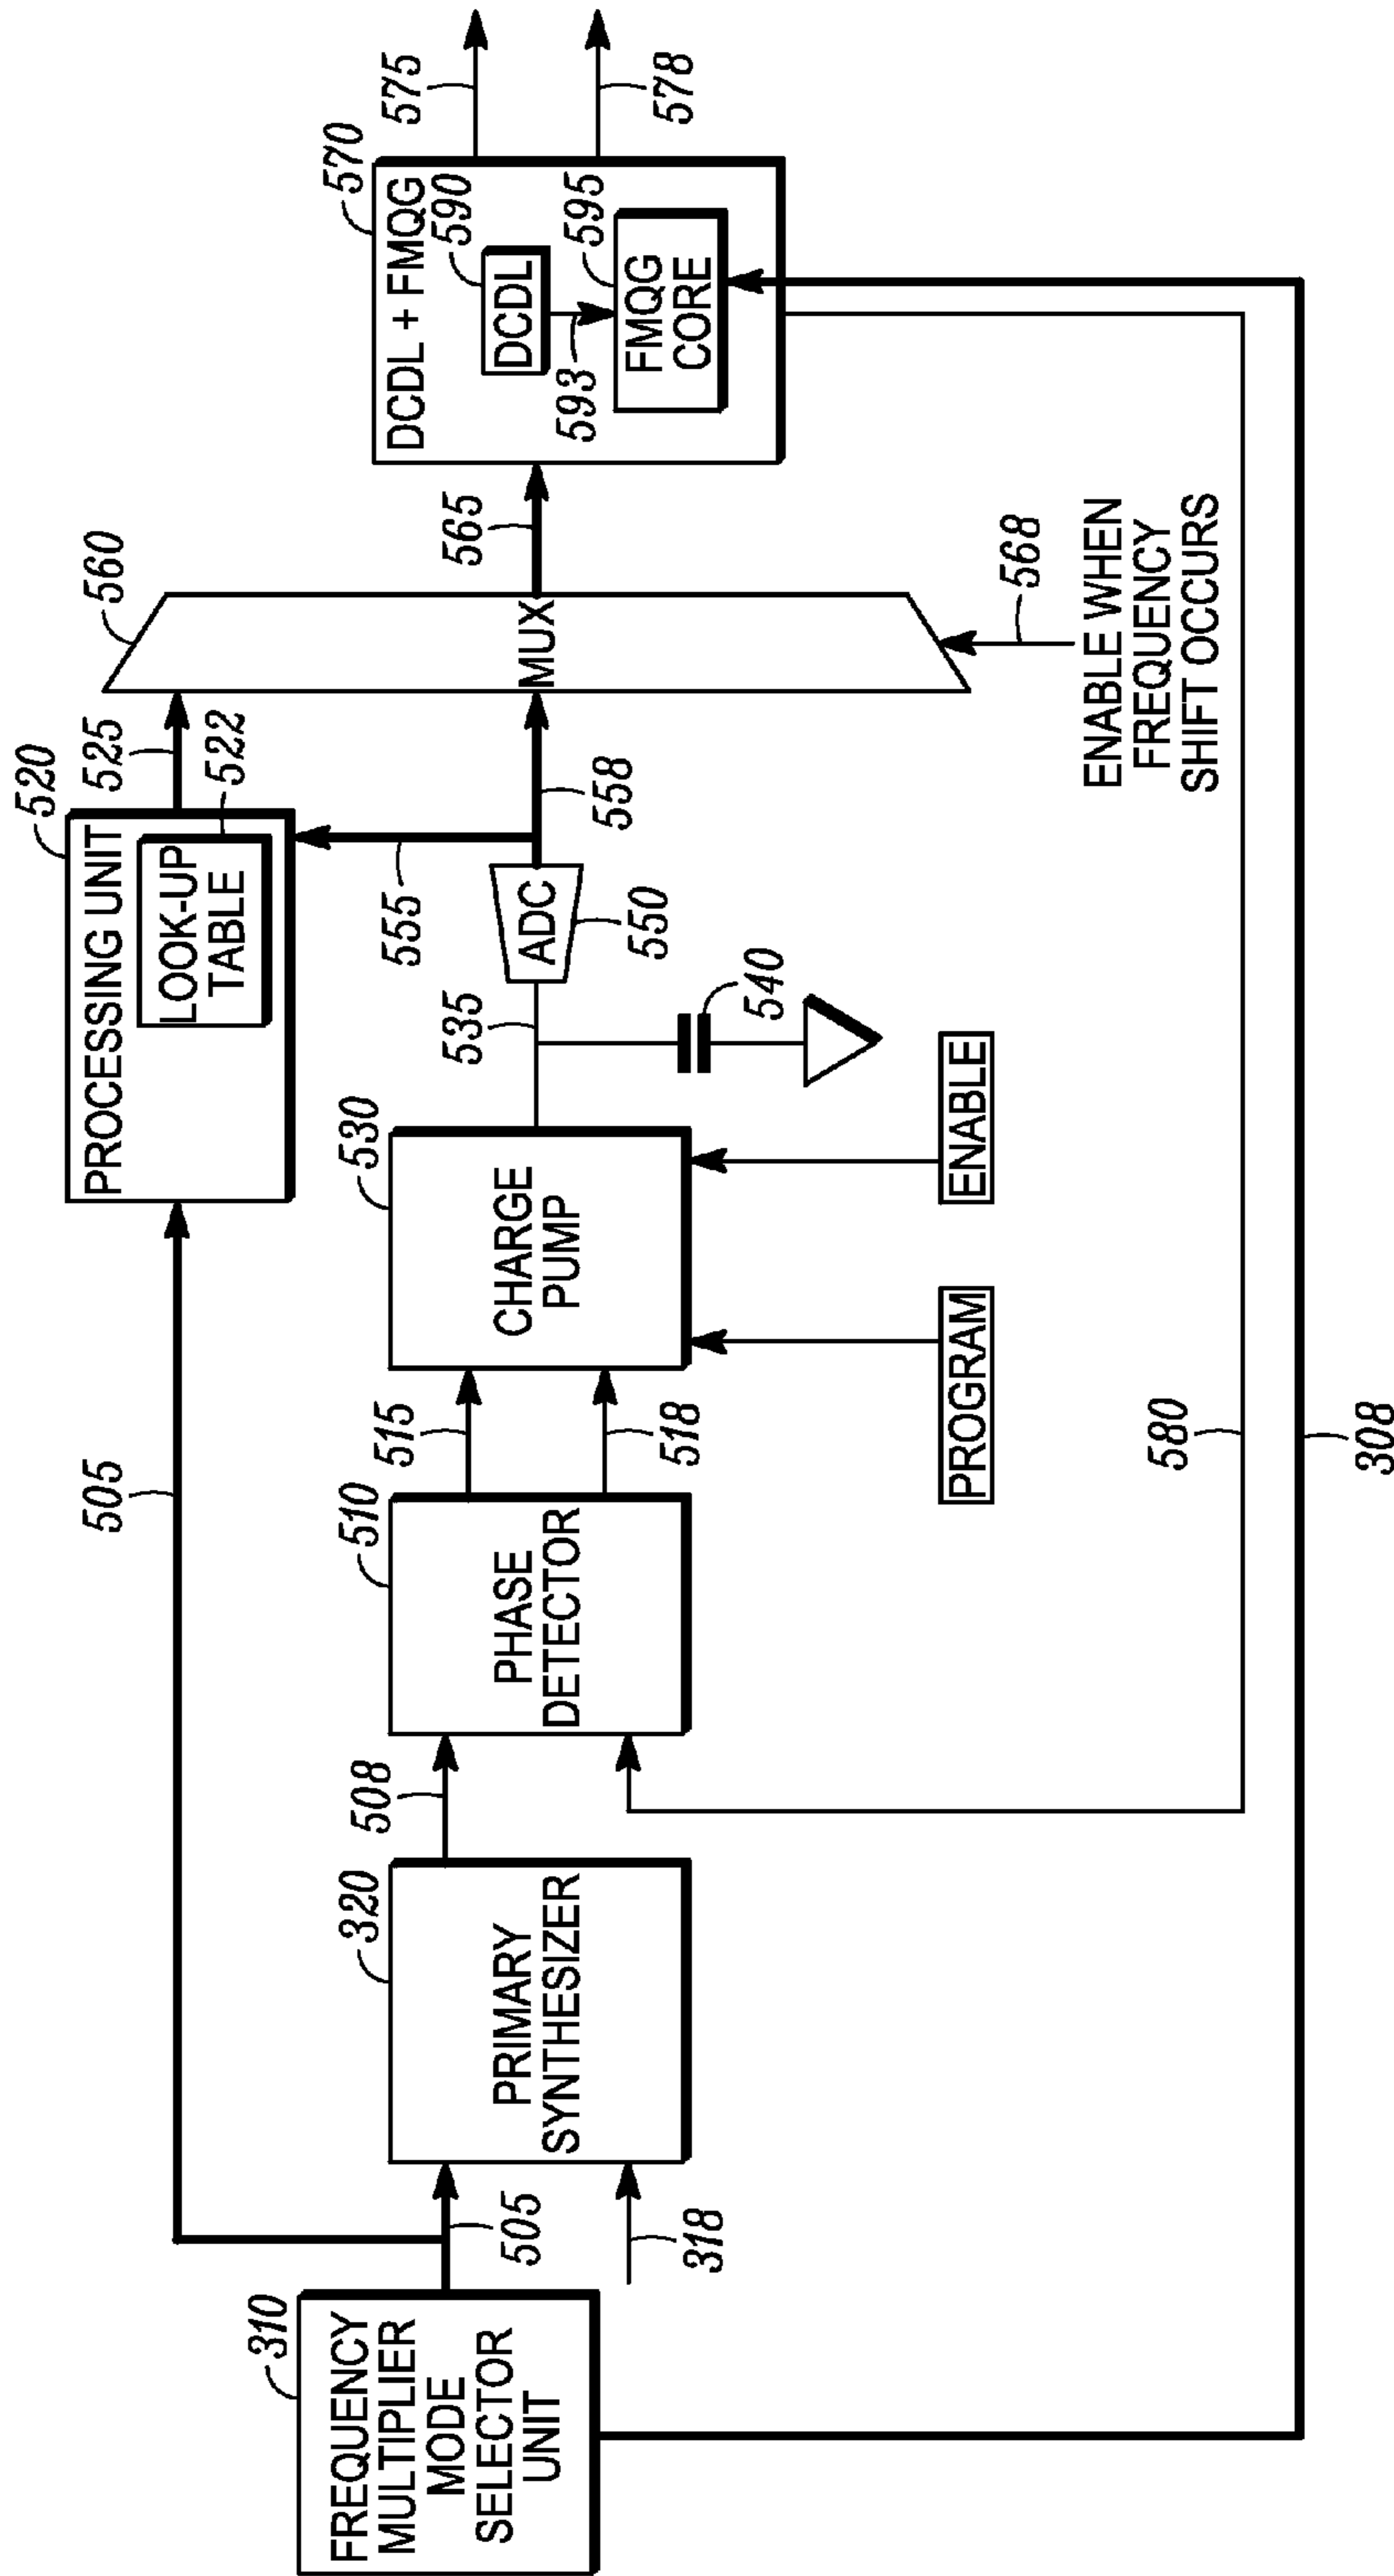 310
FREQUENCY
MULTIPLIER
MODE
SELECTOR
UNIT
505
505
318
320
PRIMARY
SYNTHESIZER
508
510
PHASE
DETECTOR
515
518
530
CHARGE
PUMP
PROGRAM
ENABLE
535
540
ADC
550
555
558
520
PROCESSING UNIT
LOOK-UP
TABLE
522
525
560
MUX
565
568
ENABLE WHEN
FREQUENCY
SHIFT OCCURS
570
DCDL + FMQG
590
DCDL
593
595
FMQG
CORE
575
578
580
308